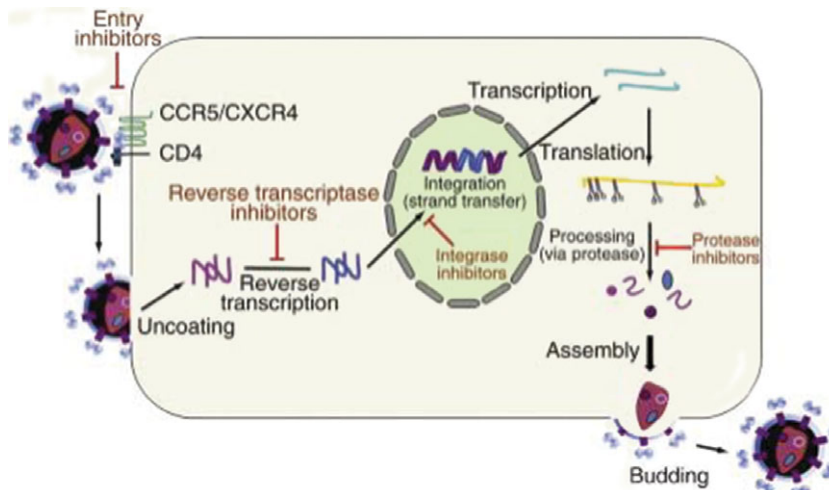 Entry
inhibitors
CCR5/CXCR4
CD4
Uncoating
Reverse transcriptase
inhibitors
Reverse
transcription
Integration
(strand transfer)
Integrase
inhibitors
Transcription
Translation
Processing
(via protease)
Protease
inhibitors
Assembly
Budding